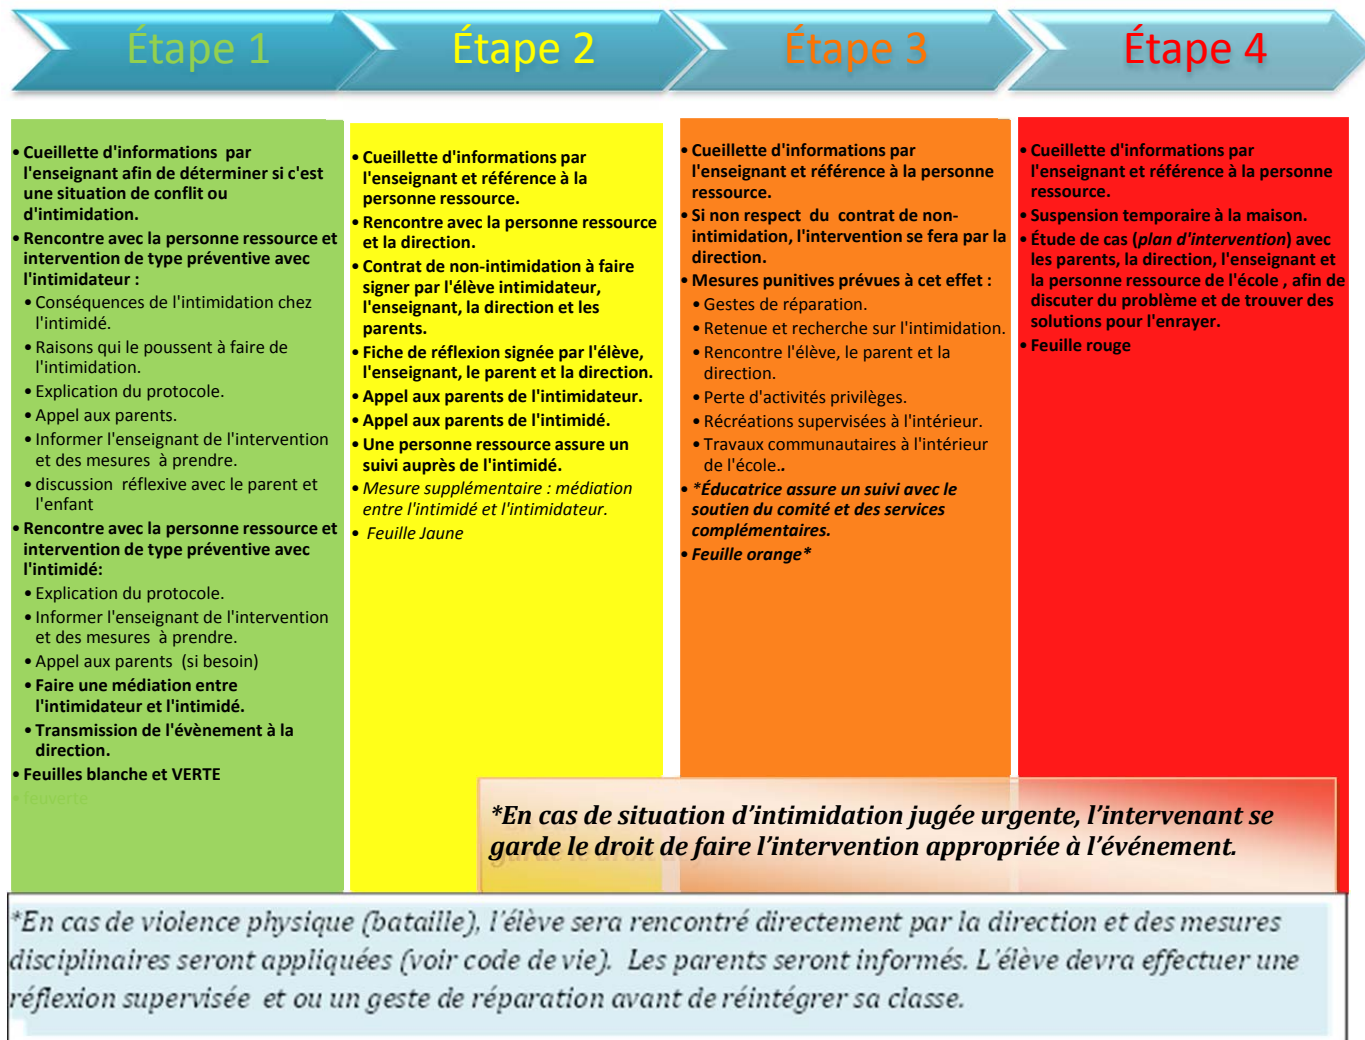 Étape 1
Étape 2
Étape 3
Étape 4
• Cueillette d'informations par
l'enseignant afin de déterminer si c'est
une situation de conflit ou
d'intimidation.
• Rencontre avec la personne ressource et
intervention de type préventive avec
l'intimidateur :
• Conséquences de l'intimidation chez
l'intimidé.
• Raisons qui le poussent à faire de
l'intimidation.
• Explication du protocole.
• Appel aux parents.
• Informer l'enseignant de l'intervention
et des mesures à prendre.
• discussion réflexive avec le parent et
l'enfant
• Rencontre avec la personne ressource et
intervention de type préventive avec
l'intimidé:
• Explication du protocole.
• Informer l'enseignant de l'intervention
et des mesures à prendre.
• Appel aux parents (si besoin)
• Faire une médiation entre
l'intimidateur et l'intimidé.
• Transmission de l'évènement à la
direction.
• Feuilles blanche et VERTE
• feuverte
• Cueillette d'informations par
l'enseignant et référence à la
personne ressource.
• Rencontre avec la personne ressource
et la direction.
• Contrat de non-intimidation à faire
signer par l'élève intimidateur,
l'enseignant, la direction et les
parents.
• Fiche de réflexion signée par l'élève,
l'enseignant, le parent et la direction.
• Appel aux parents de l'intimidateur.
• Appel aux parents de l'intimidé.
• Une personne ressource assure un
suivi auprès de l'intimidé.
• Mesure supplémentaire : médiation
entre l'intimidé et l'intimidateur.
• Feuille Jaune
• Cueillette d'informations par
l'enseignant et référence à la personne
ressource.
• Si non respect du contrat de non-
intimidation, l'intervention se fera par la
direction.
• Mesures punitives prévues à cet effet :
• Gestes de réparation.
• Retenue et recherche sur l'intimidation.
• Rencontre l'élève, le parent et la
direction.
• Perte d'activités privilèges.
• Récréations supervisées à l'intérieur.
• Travaux communautaires à l'intérieur
de l'école..
• *Éducatrice assure un suivi avec le
soutien du comité et des services
complémentaires.
• Feuille orange*
• Cueillette d'informations par
l'enseignant et référence à la personne
ressource.
• Suspension temporaire à la maison.
• Étude de cas (plan d'intervention) avec
les parents, la direction, l'enseignant et
la personne ressource de l'école , afin de
discuter du problème et de trouver des
solutions pour l'enrayer.
• Feuille rouge
*En cas de situation d’intimidation jugée urgente, l’intervenant se
garde le droit de faire l’intervention appropriée à l’événement.
*En cas de violence physique (bataille), l’élève sera rencontré directement par la direction et des mesures
disciplinaires seront appliquées (voir code de vie). Les parents seront informés. L’élève devra effectuer une
réflexion supervisée et ou un geste de réparation avant de réintégrer sa classe.